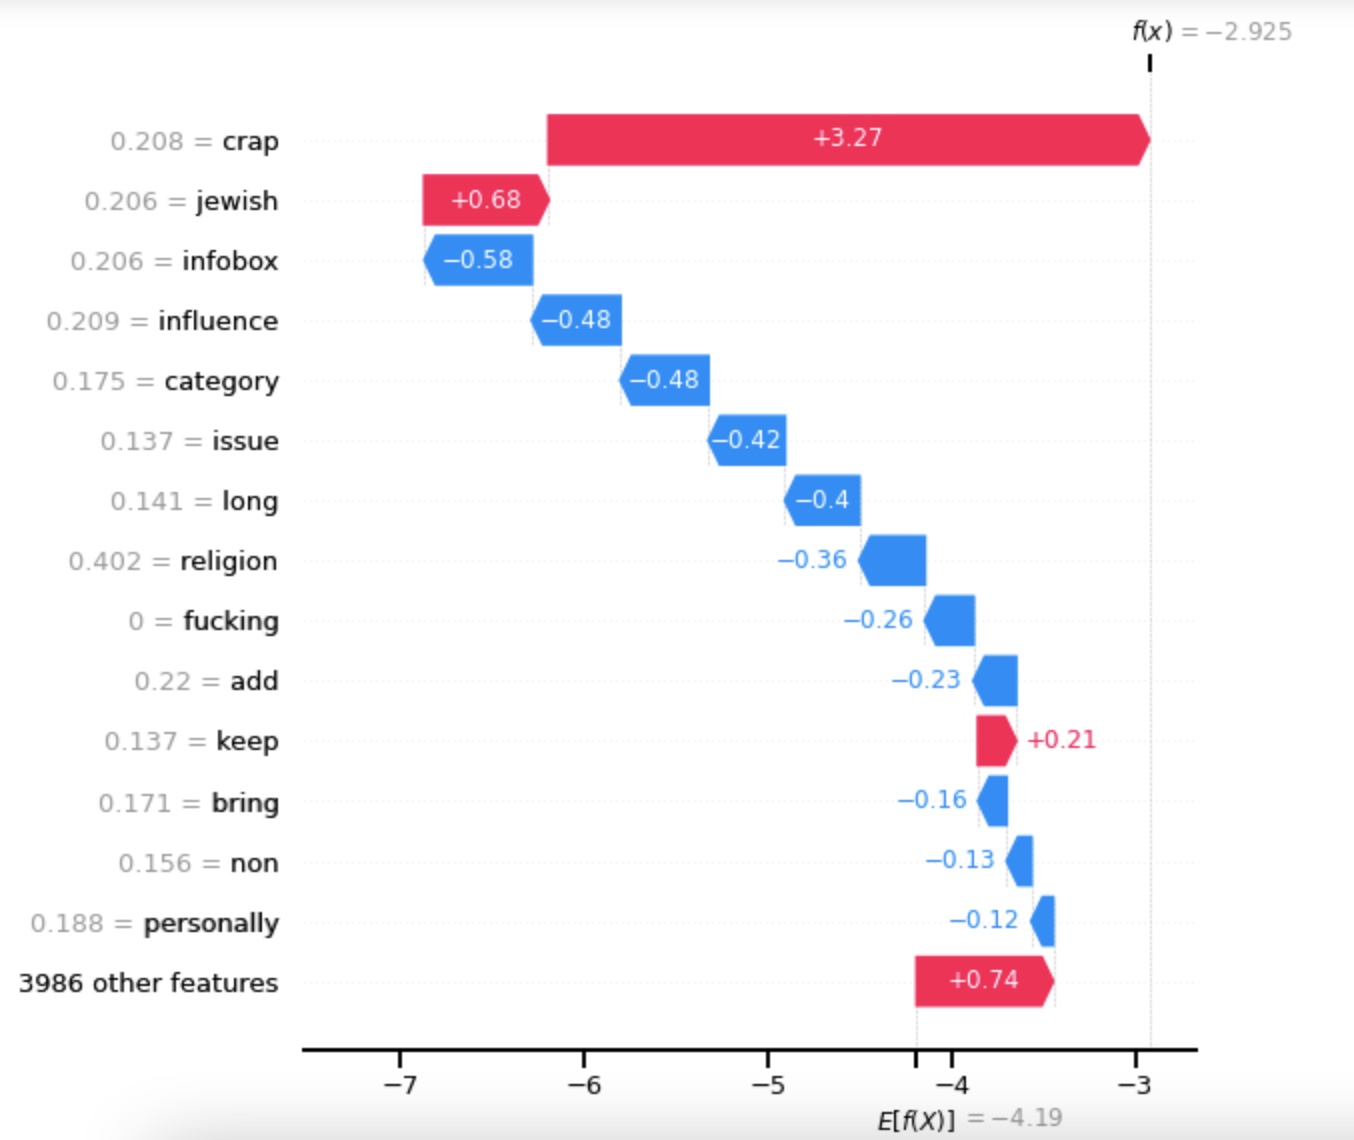 f(x) = −2.925
0.208 = crap +3.27
0.206 = jewish +0.68
0.206 = infobox −0.58
0.209 = influence −0.48
0.175 = category −0.48
0.137 = issue −0.42
0.141 = long −0.4
0.402 = religion −0.36
0 = fucking −0.26
0.22 = add −0.23
0.137 = keep +0.21
0.171 = bring −0.16
0.156 = non −0.13
0.188 = personally −0.12
3986 other features +0.74
−7 −6 −5 −4 −3
E[f(X)] = −4.19